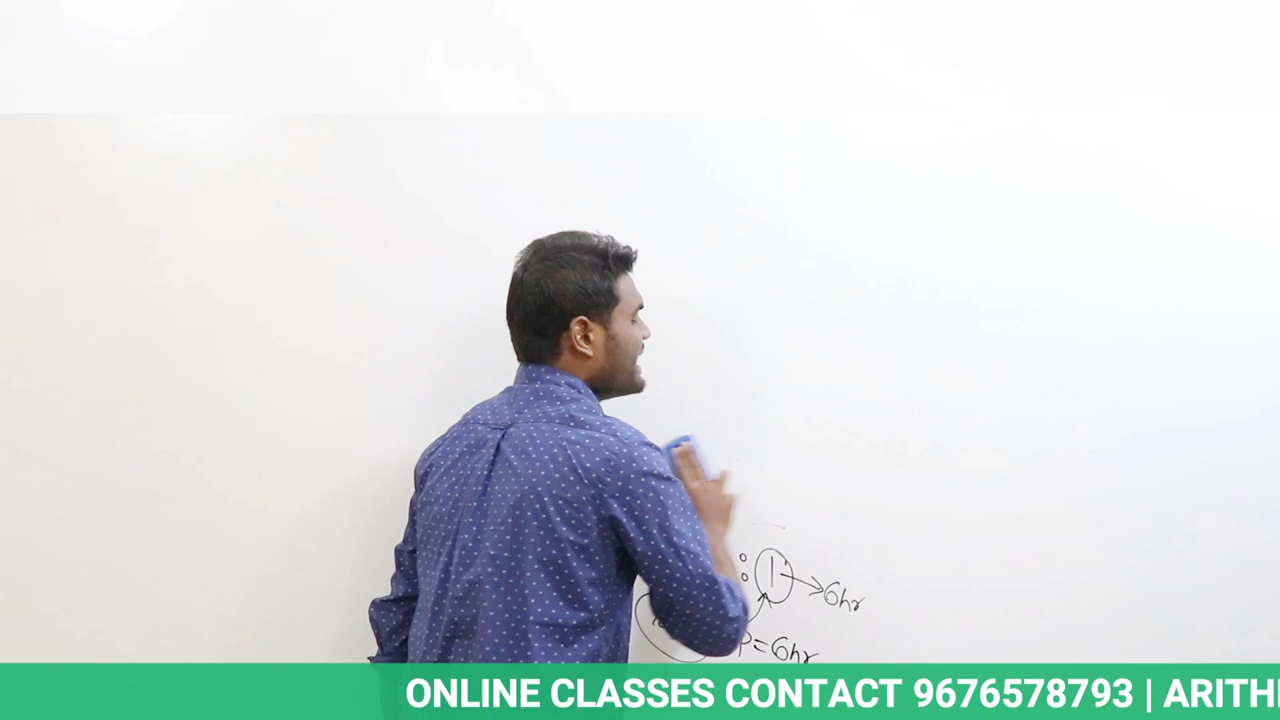 : 1 → 6hr
P=6hr
ONLINE CLASSES CONTACT 9676578793 | ARITH